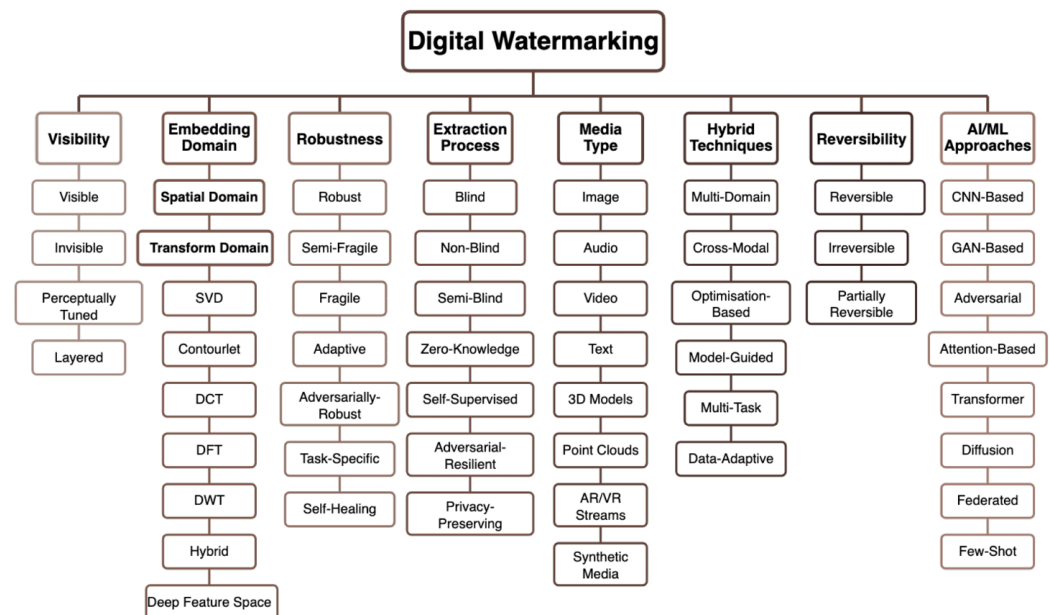 Digital Watermarking
Visibility
Visible
Invisible
Perceptually
Tuned
Layered
Embedding
Domain
Spatial Domain
Transform Domain
SVD
Contourlet
DCT
DFT
DWT
Hybrid
Deep Feature Space
Robustness
Robust
Semi-Fragile
Fragile
Adaptive
Adversarially-
Robust
Task-Specific
Self-Healing
Extraction
Process
Blind
Non-Blind
Semi-Blind
Zero-Knowledge
Self-Supervised
Adversarial-
Resilient
Privacy-
Preserving
Media
Type
Image
Audio
Video
Text
3D Models
Point Clouds
AR/VR
Streams
Synthetic
Media
Hybrid
Techniques
Multi-Domain
Cross-Modal
Optimisation-
Based
Model-Guided
Multi-Task
Data-Adaptive
Reversibility
Reversible
Irreversible
Partially
Reversible
AI/ML
Approaches
CNN-Based
GAN-Based
Adversarial
Attention-Based
Transformer
Diffusion
Federated
Few-Shot